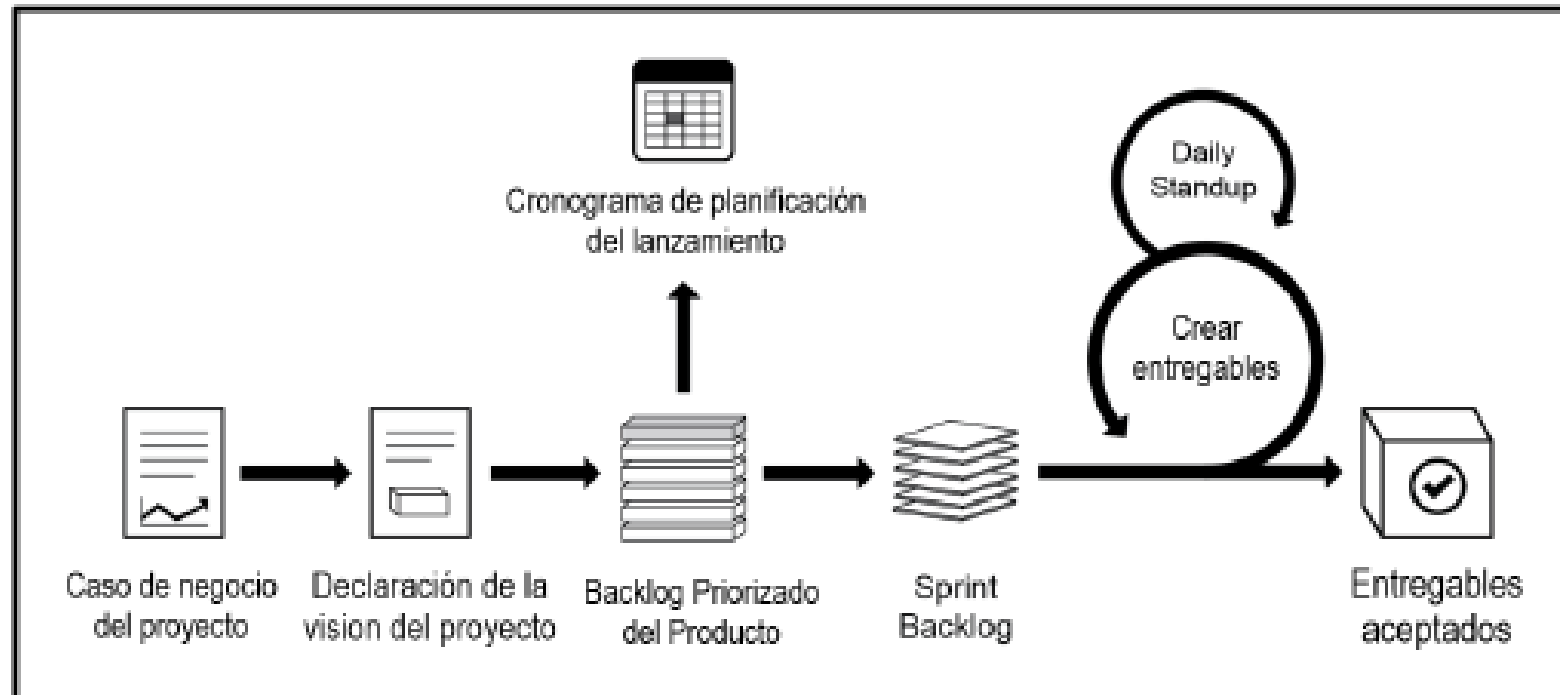 Cronograma de planificación
del lanzamiento
Daily
Standup
Crear
entregables
Caso de negocio
del proyecto
Declaración de la
vision del proyecto
Backlog Priorizado
del Producto
Sprint
Backlog
Entregables
aceptados